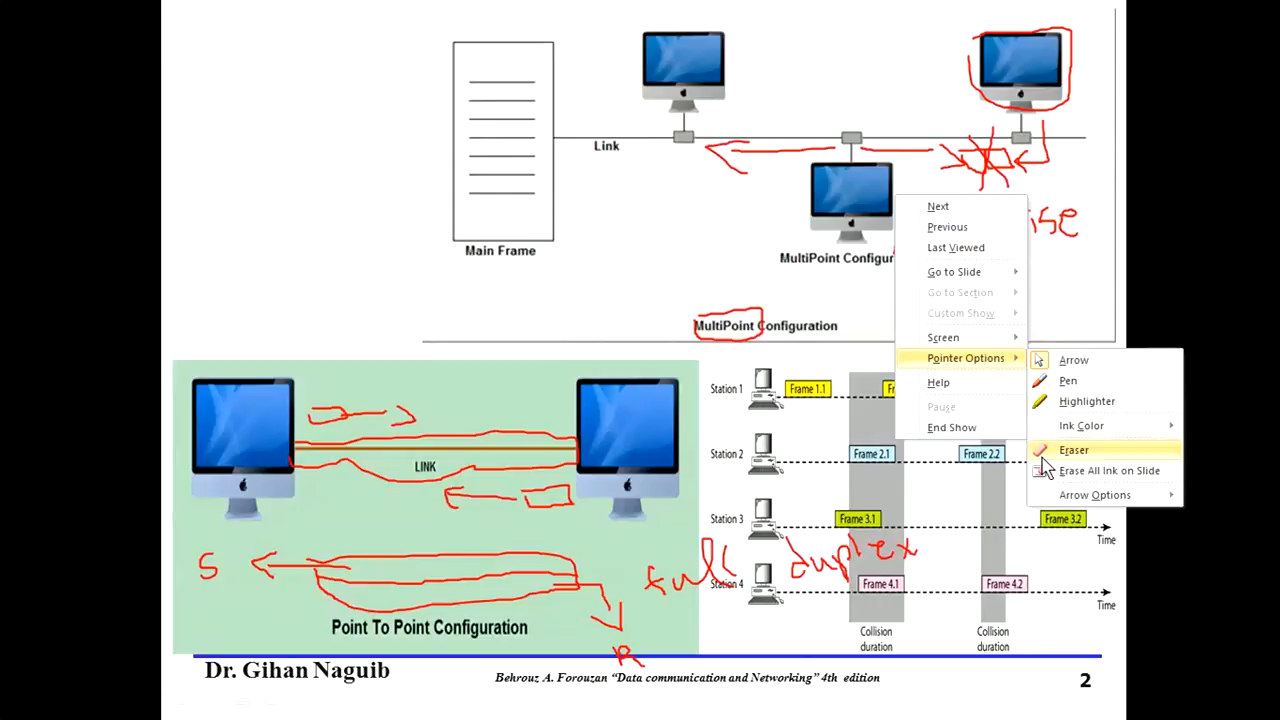 Link
Main Frame
MultiPoint Configur
ise
MultiPoint Configuration
Next
Previous
Last Viewed
Go to Slide
Go to Section
Custom Show
Screen
Pointer Options
Help
Pause
End Show
Arrow
Pen
Highlighter
Ink Color
Eraser
Erase All Ink on Slide
Arrow Options
LINK
S
R
Point To Point Configuration
full duplex
Station 1
Frame 1.1
Station 2
Frame 2.1
Frame 2.2
Station 3
Frame 3.1
Frame 3.2
Time
Station 4
Frame 4.1
Frame 4.2
Time
Collision
duration
Collision
duration
Dr. Gihan Naguib
Behrouz A. Forouzan “Data communication and Networking” 4th edition
2